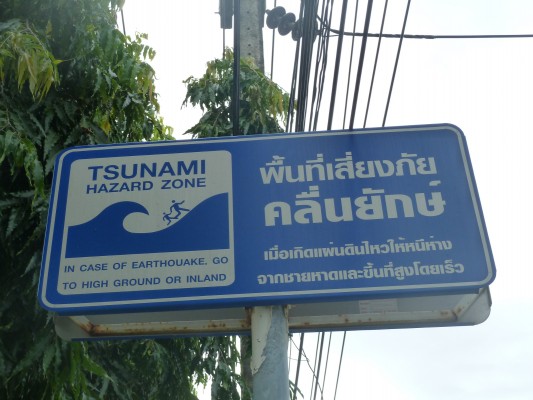 TSUNAMI
HAZARD ZONE
IN CASE OF EARTHOUAKE, GO
TO HIGH GROUND OR INLAND
พื้นที่เสี่ยงภัย
คลื่นยักษ์
เมื่อเกิดแผ่นดินไหวให้หนีห่าง
จากชายหาดและขึ้นที่สูงโดยเร็ว